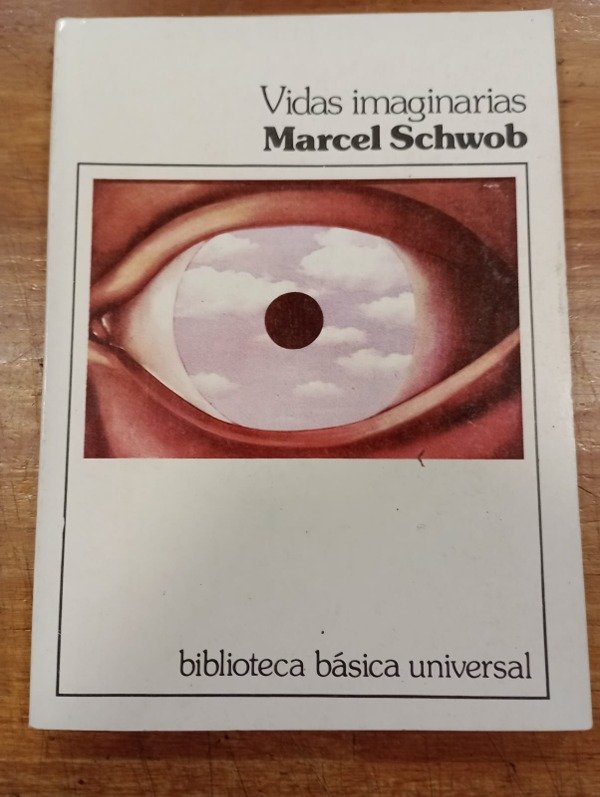 Vidas imaginarias
Marcel Schwob
biblioteca básica universal